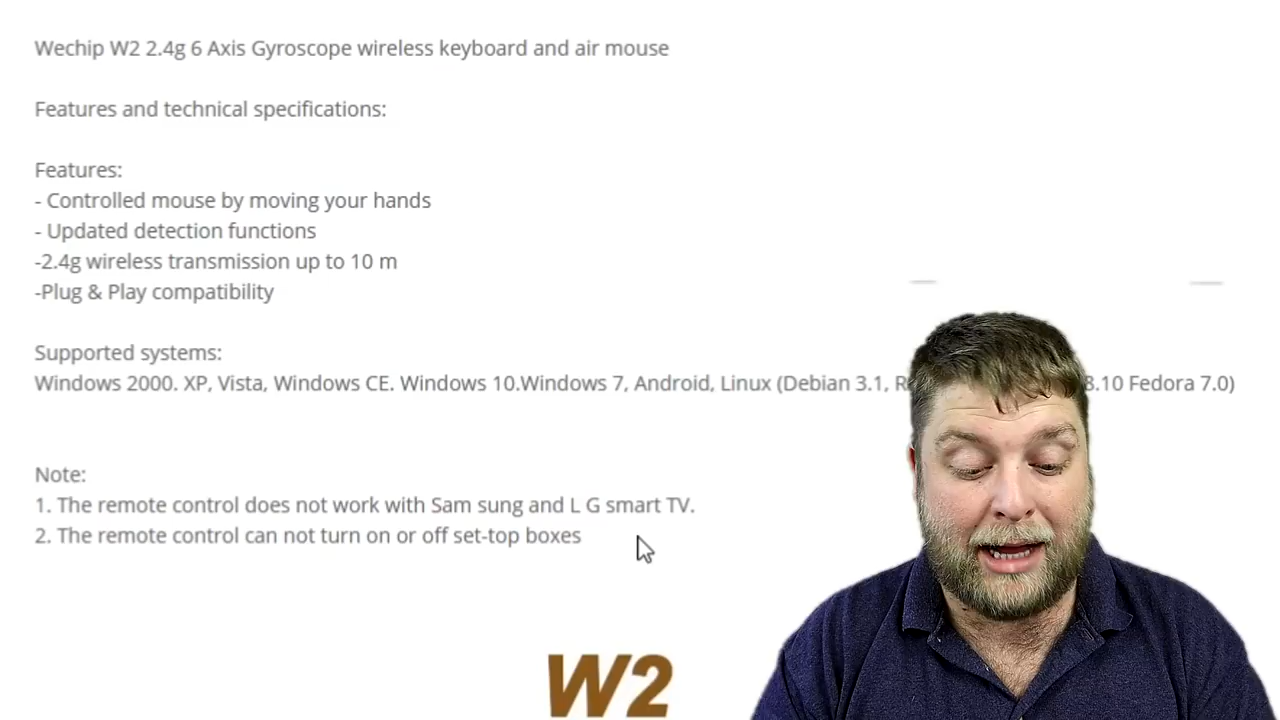 Wechip W2 2.4g 6 Axis Gyroscope wireless keyboard and air mouse
Features and technical specifications:
Features:
- Controlled mouse by moving your hands
- Updated detection functions
-2.4g wireless transmission up to 10 m
-Plug & Play compatibility
Supported systems:
Windows 2000. XP, Vista, Windows CE. Windows 10.Windows 7, Android, Linux (Debian 3.1, Fedora 7.0)
Note:
1. The remote control does not work with Sam sung and L G smart TV.
2. The remote control can not turn on or off set-top boxes
W2